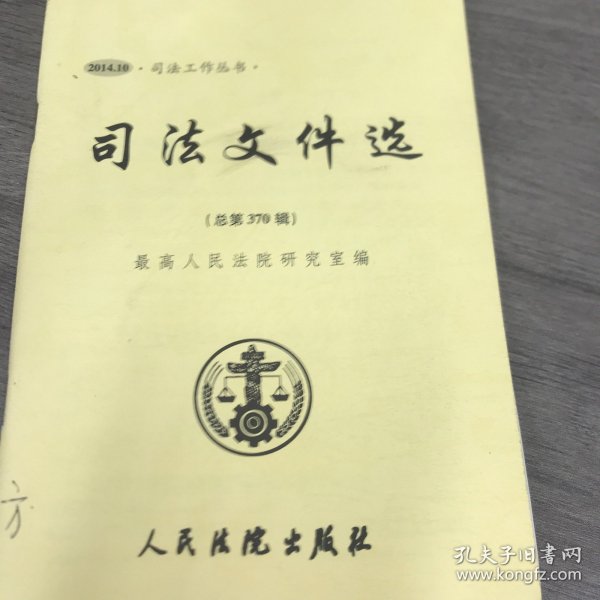 2014.10 · 司法工作丛书 ·
司法文件选
(总第370辑)
最高人民法院研究室编
方
人民法院出版社
孔夫子旧书网
www.kongfz.com